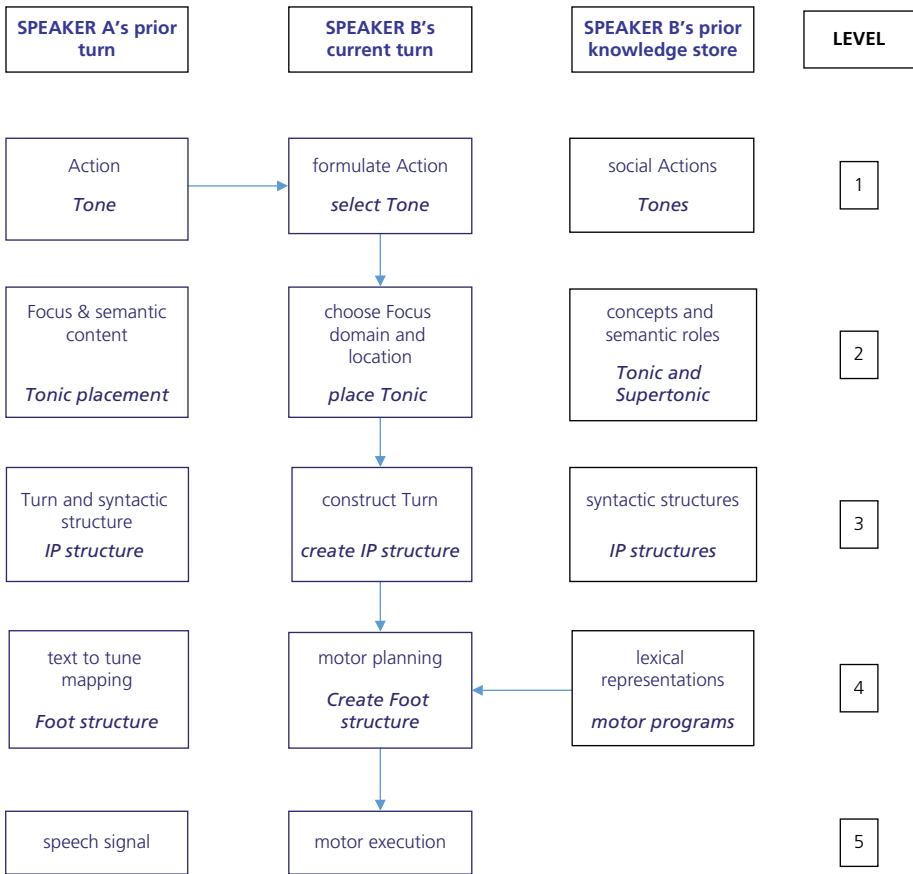 SPEAKER A's prior
turn
SPEAKER B's
current turn
SPEAKER B's prior
knowledge store
LEVEL
Action
Tone
formulate Action
select Tone
social Actions
Tones
1
Focus & semantic
content
Tonic placement
choose Focus
domain and
location
place Tonic
concepts and
semantic roles
Tonic and
Supertonic
2
Turn and syntactic
structure
IP structure
construct Turn
create IP structure
syntactic structures
IP structures
3
text to tune
mapping
Foot structure
motor planning
Create Foot
structure
lexical
representations
motor programs
4
speech signal
motor execution
5